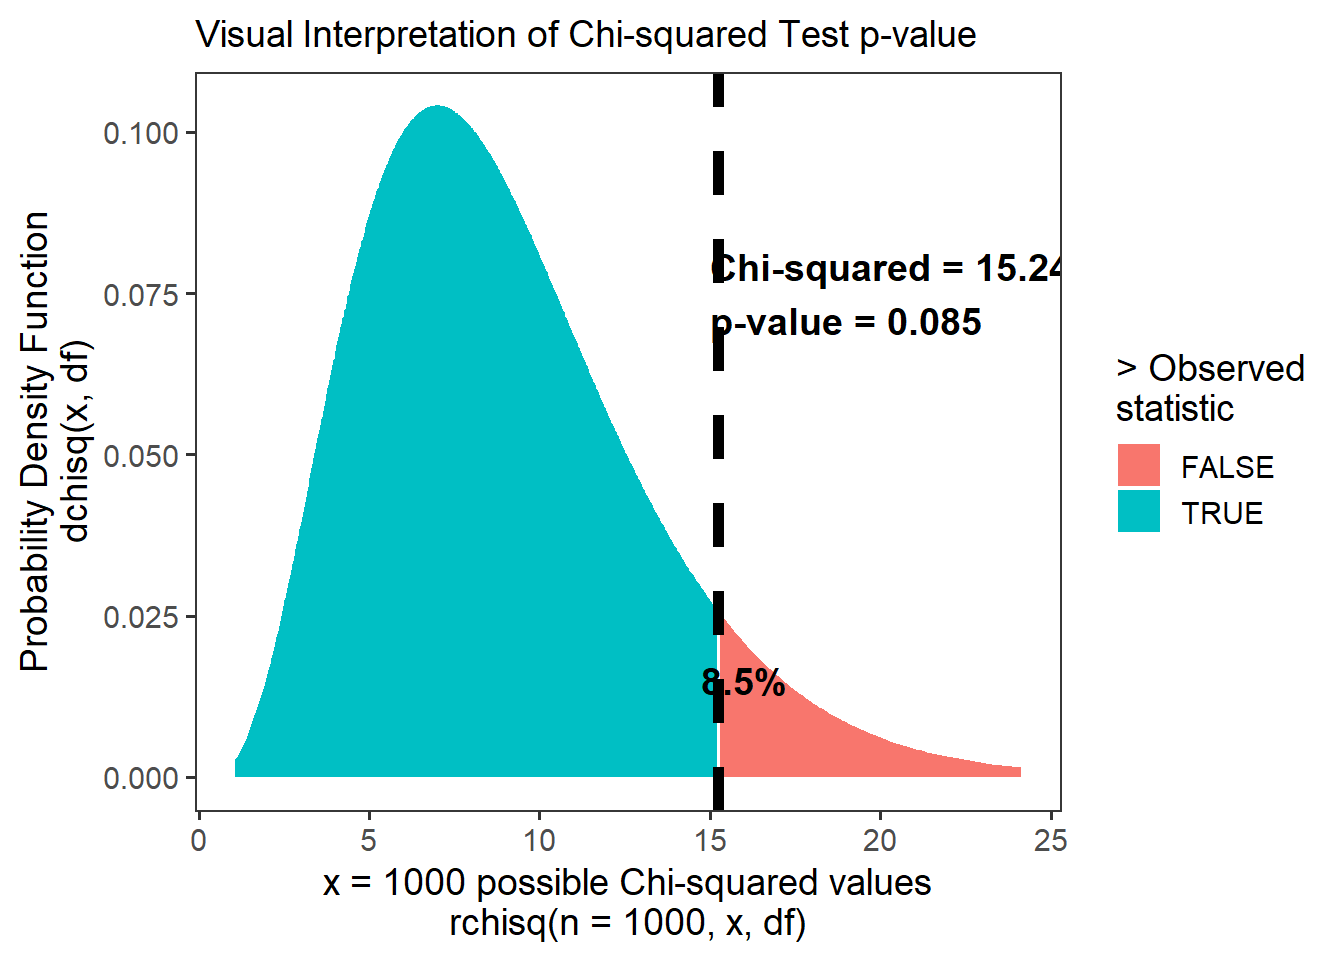 Visual Interpretation of Chi-squared Test p-value
Probability Density Function
dchisq(x, df)
0.100
0.075
0.050
0.025
0.000
Chi-squared = 15.24
p-value = 0.085
8.5%
0 5 10 15 20 25
x = 1000 possible Chi-squared values
rchisq(n = 1000, x, df)
> Observed
statistic
FALSE
TRUE